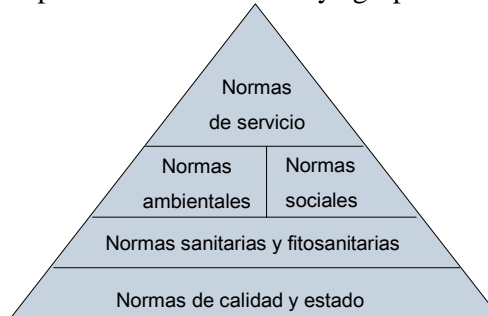 Normas
de servicio
Normas
ambientales
Normas
sociales
Normas sanitarias y fitosanitarias
Normas de calidad y estado